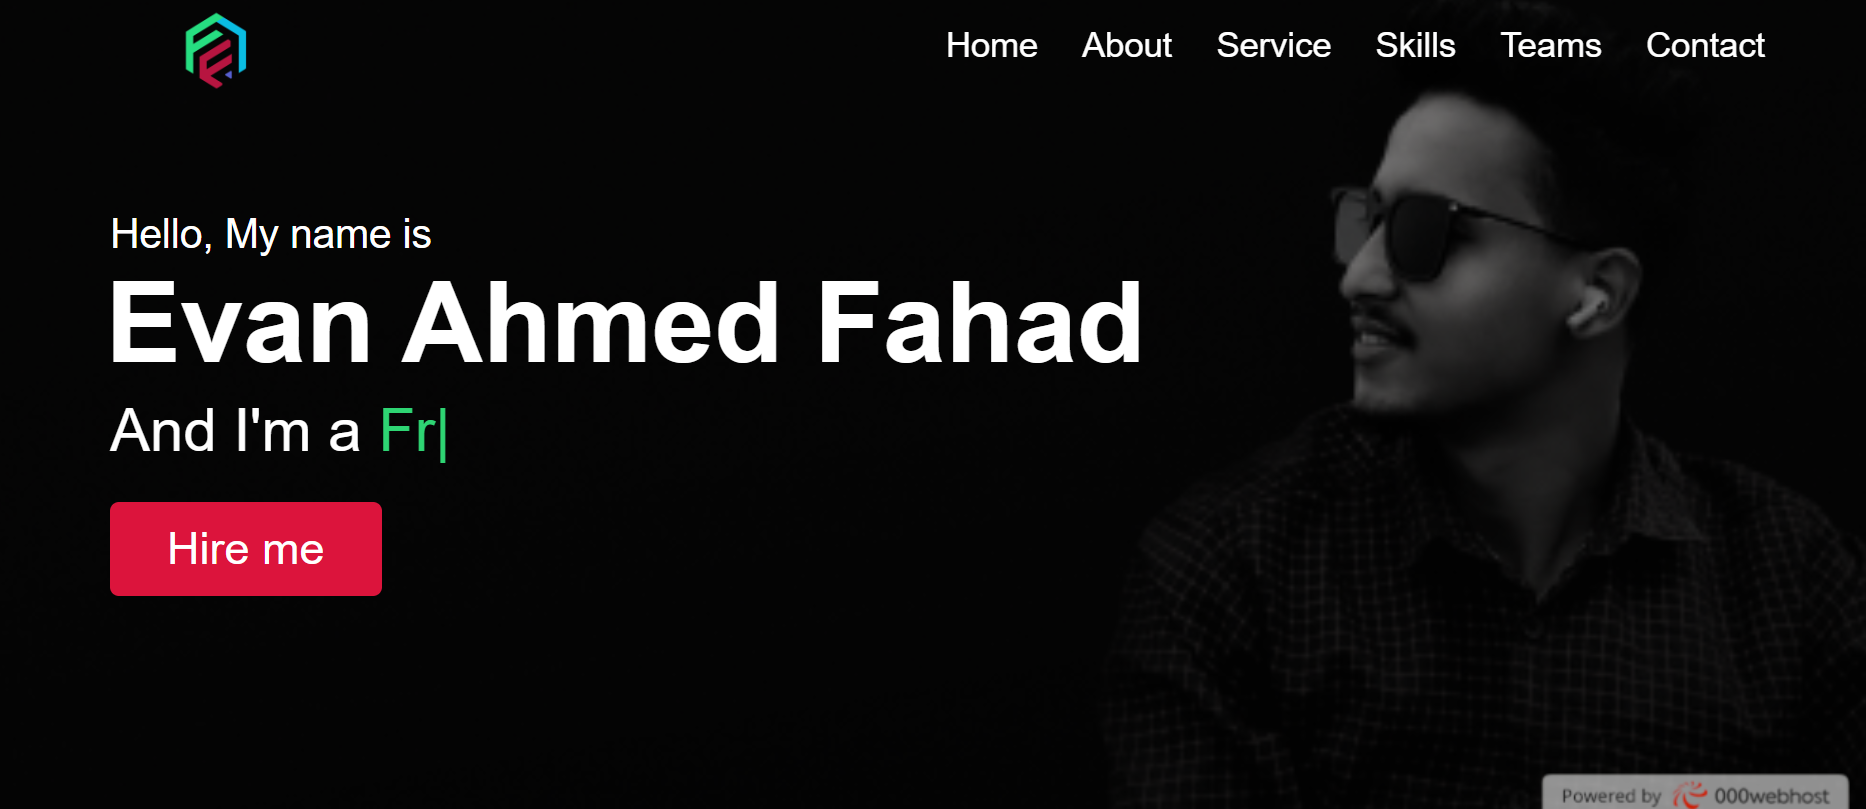 Home About Service Skills Teams Contact
Hello, My name is
Evan Ahmed Fahad
And I'm a Fr|
Hire me
Powered by 000webhost